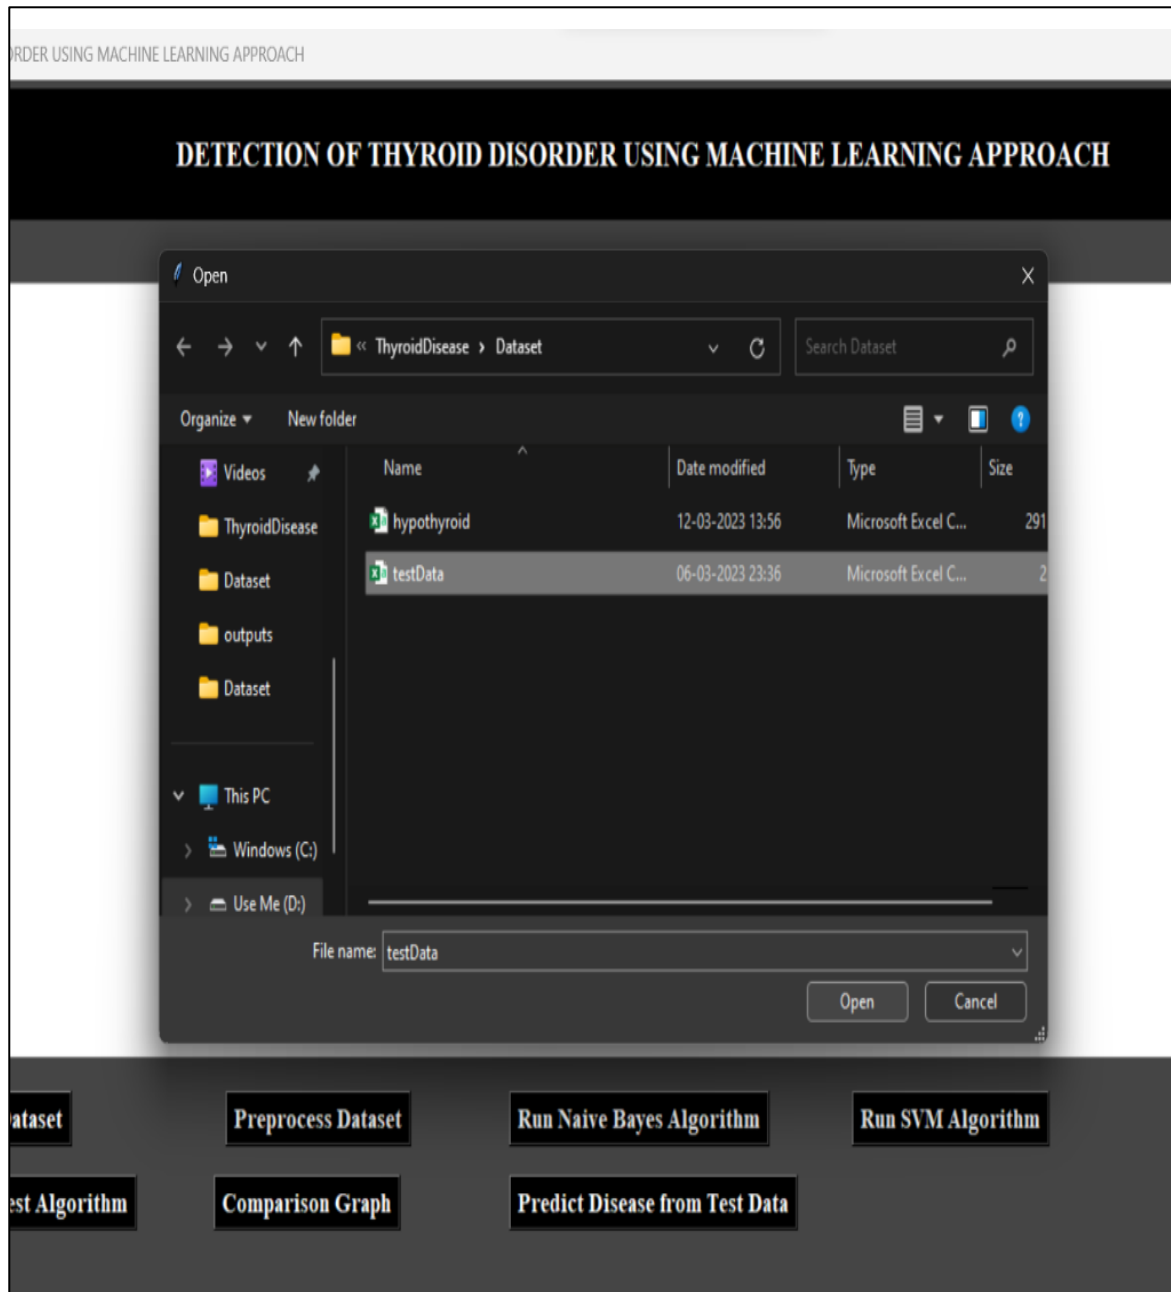 RDER USING MACHINE LEARNING APPROACH
DETECTION OF THYROID DISORDER USING MACHINE LEARNING APPROACH
Open
« ThyroidDisease > Dataset
Search Dataset
Organize
New folder
Name Date modified Type Size
Videos
hypothyroid 12-03-2023 13:56 Microsoft Excel C... 291
ThyroidDisease
testData 06-03-2023 23:36 Microsoft Excel C... 2
Dataset
outputs
Dataset
This PC
Windows (C:)
Use Me (D:)
File name: testData
Open Cancel
ataset Preprocess Dataset Run Naive Bayes Algorithm Run SVM Algorithm
est Algorithm Comparison Graph Predict Disease from Test Data